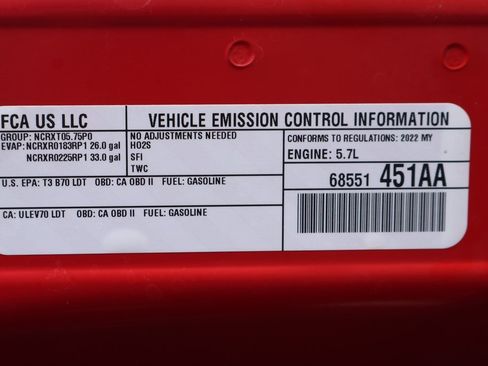 FCA US LLC
VEHICLE EMISSION CONTROL INFORMATION
GROUP: NCRXT05.75P0
EVAP: NCRXR0183RP1 26.0 gal
NCRXR0225RP1 33.0 gal
NO ADJUSTMENTS NEEDED
HO2S
SFI
TWC
CONFORMS TO REGULATIONS: 2022 MY
ENGINE: 5.7L
U.S. EPA: T3 B70 LDT OBD: CA OBD II FUEL: GASOLINE
CA: ULEV70 LDT OBD: CA OBD II FUEL: GASOLINE
68551 451AA